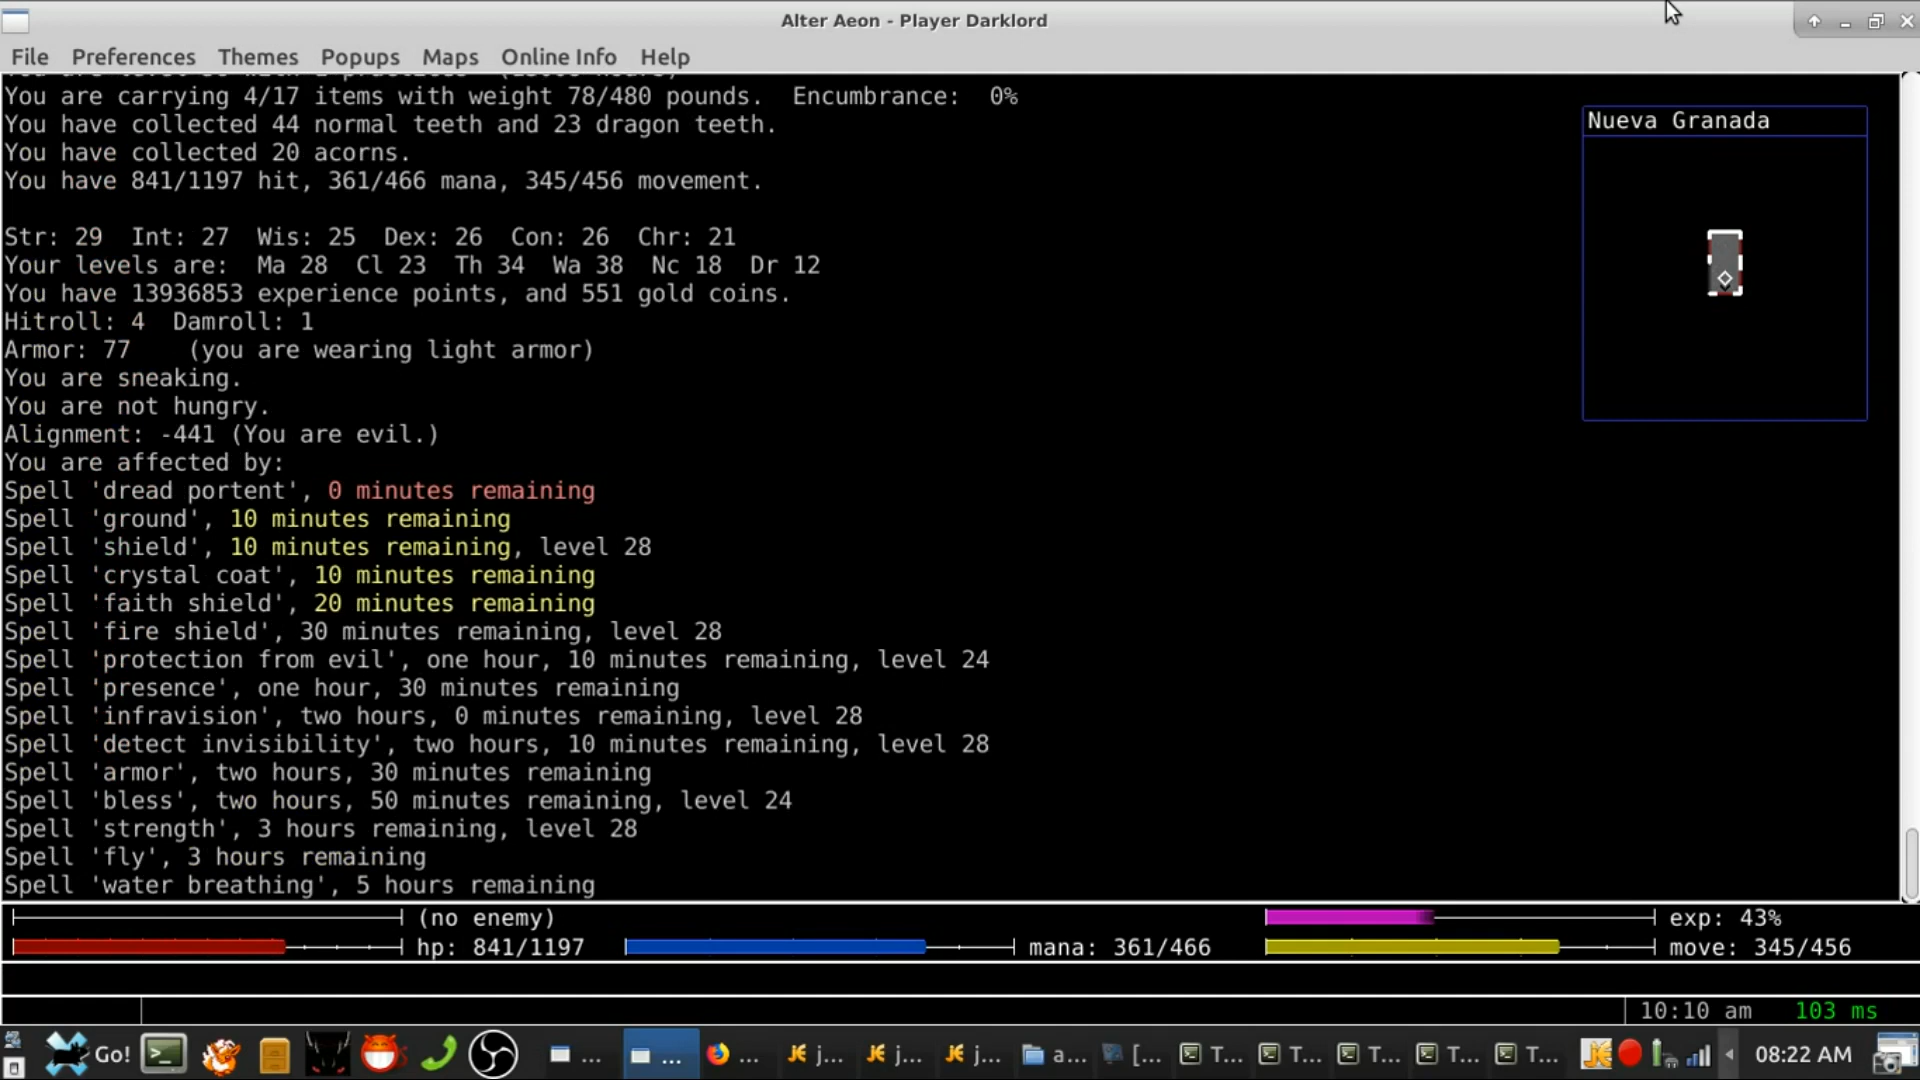 Alter Aeon - Player Darklord
File Preferences Themes Popups Maps Online Info Help
You are carrying 4/17 items with weight 78/480 pounds.  Encumbrance:  0%
You have collected 44 normal teeth and 23 dragon teeth.
You have collected 20 acorns.
You have 841/1197 hit, 361/466 mana, 345/456 movement.
Str: 29  Int: 27  Wis: 25  Dex: 26  Con: 26  Chr: 21
Your levels are:  Ma 28  Cl 23  Th 34  Wa 38  Nc 18  Dr 12
You have 13936853 experience points, and 551 gold coins.
Hitroll: 4  Damroll: 1
Armor: 77    (you are wearing light armor)
You are sneaking.
You are not hungry.
Alignment: -441 (You are evil.)
You are affected by:
Spell 'dread portent', 0 minutes remaining
Spell 'ground', 10 minutes remaining
Spell 'shield', 10 minutes remaining, level 28
Spell 'crystal coat', 10 minutes remaining
Spell 'faith shield', 20 minutes remaining
Spell 'fire shield', 30 minutes remaining, level 28
Spell 'protection from evil', one hour, 10 minutes remaining, level 24
Spell 'presence', one hour, 30 minutes remaining
Spell 'infravision', two hours, 0 minutes remaining, level 28
Spell 'detect invisibility', two hours, 10 minutes remaining, level 28
Spell 'armor', two hours, 30 minutes remaining
Spell 'bless', two hours, 50 minutes remaining, level 24
Spell 'strength', 3 hours remaining, level 28
Spell 'fly', 3 hours remaining
Spell 'water breathing', 5 hours remaining
Nueva Granada
(no enemy) exp: 43%
hp: 841/1197 mana: 361/466 move: 345/456
10:10 am 103 ms
Go! ... ... ... j... j... j... a... [... T... T... T... T... T... 08:22 AM